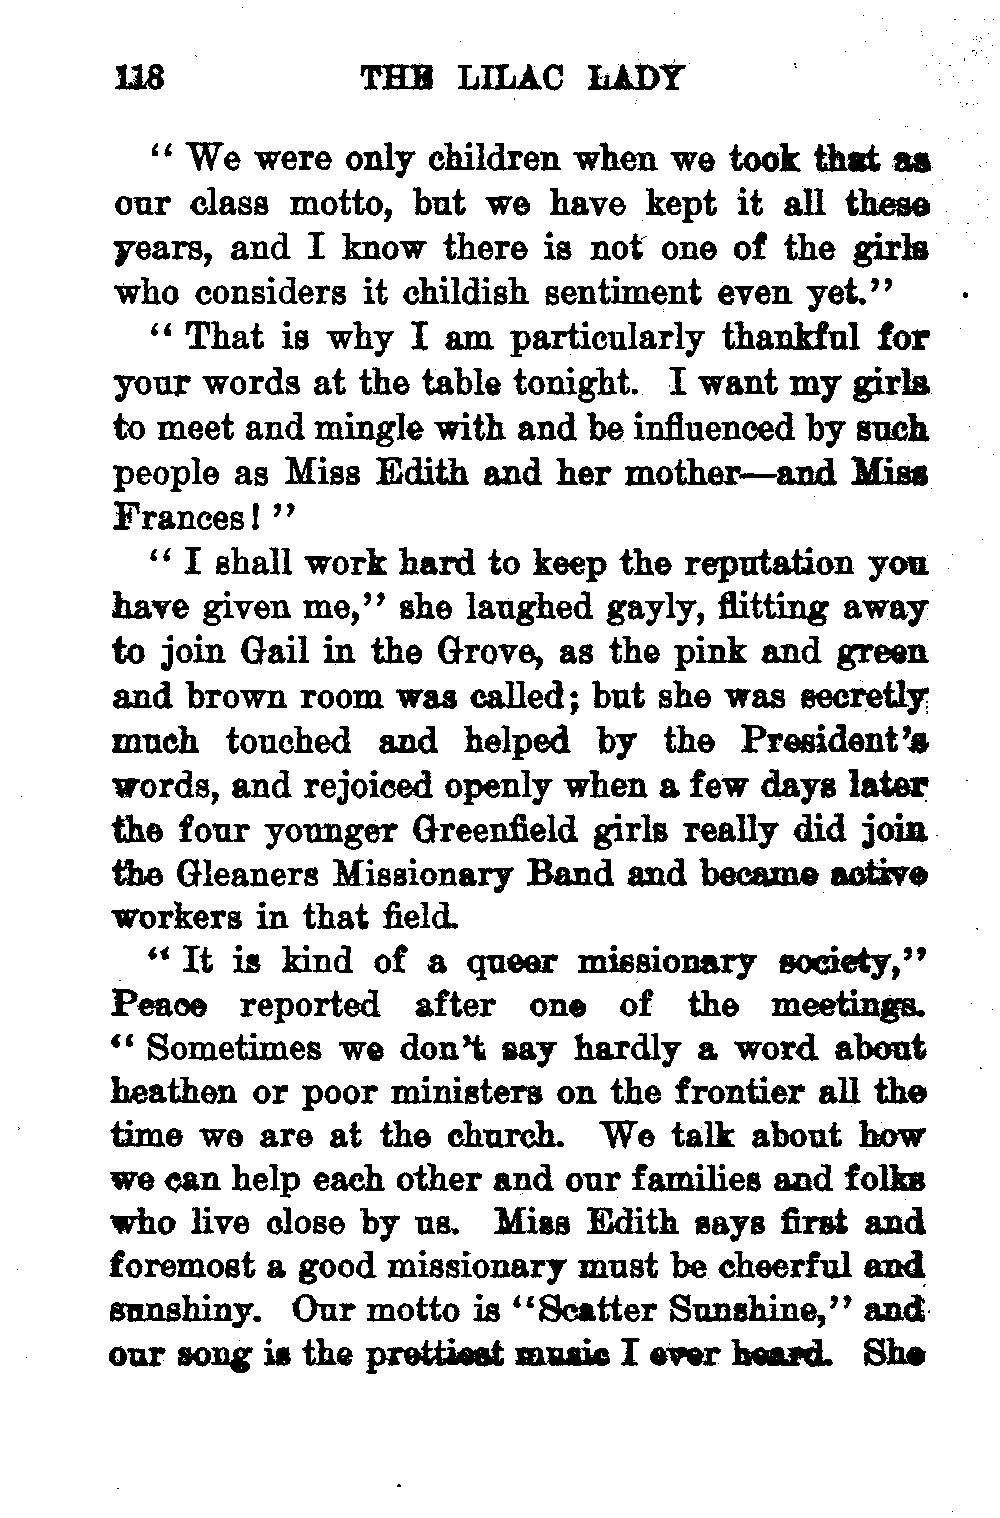 118 THE LILAC LADY
“ We were only children when we took that as
our class motto, but we have kept it all these
years, and I know there is not one of the girls
who considers it childish sentiment even yet.”
“ That is why I am particularly thankful for
your words at the table tonight. I want my girls
to meet and mingle with and be influenced by such
people as Miss Edith and her mother—and Miss
Frances! ”
“ I shall work hard to keep the reputation you
have given me,” she laughed gayly, flitting away
to join Gail in the Grove, as the pink and green
and brown room was called; but she was secretly
much touched and helped by the President’s
words, and rejoiced openly when a few days later
the four younger Greenfield girls really did join
the Gleaners Missionary Band and became active
workers in that field.
“ It is kind of a queer missionary society,”
Peace reported after one of the meetings.
“ Sometimes we don’t say hardly a word about
heathen or poor ministers on the frontier all the
time we are at the church. We talk about how
we can help each other and our families and folks
who live close by us. Miss Edith says first and
foremost a good missionary must be cheerful and
sunshiny. Our motto is “Scatter Sunshine,” and
our song is the prettiest music I ever heard. She